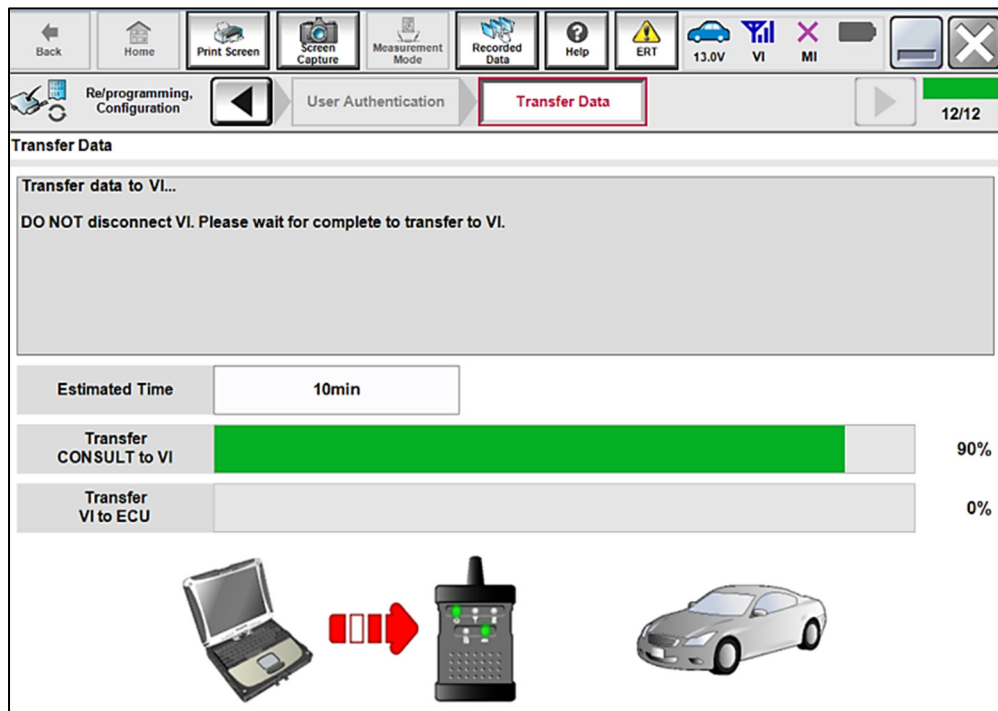 Back
Home
Print Screen
Screen
Capture
Measurement
Mode
Recorded
Data
Help
ERT
13.0V
VI
MI
Re/programming,
Configuration
User Authentication
Transfer Data
12/12
Transfer Data
Transfer data to VI...
DO NOT disconnect VI. Please wait for complete to transfer to VI.
Estimated Time
10min
Transfer
CONSULT to VI
90%
Transfer
VI to ECU
0%